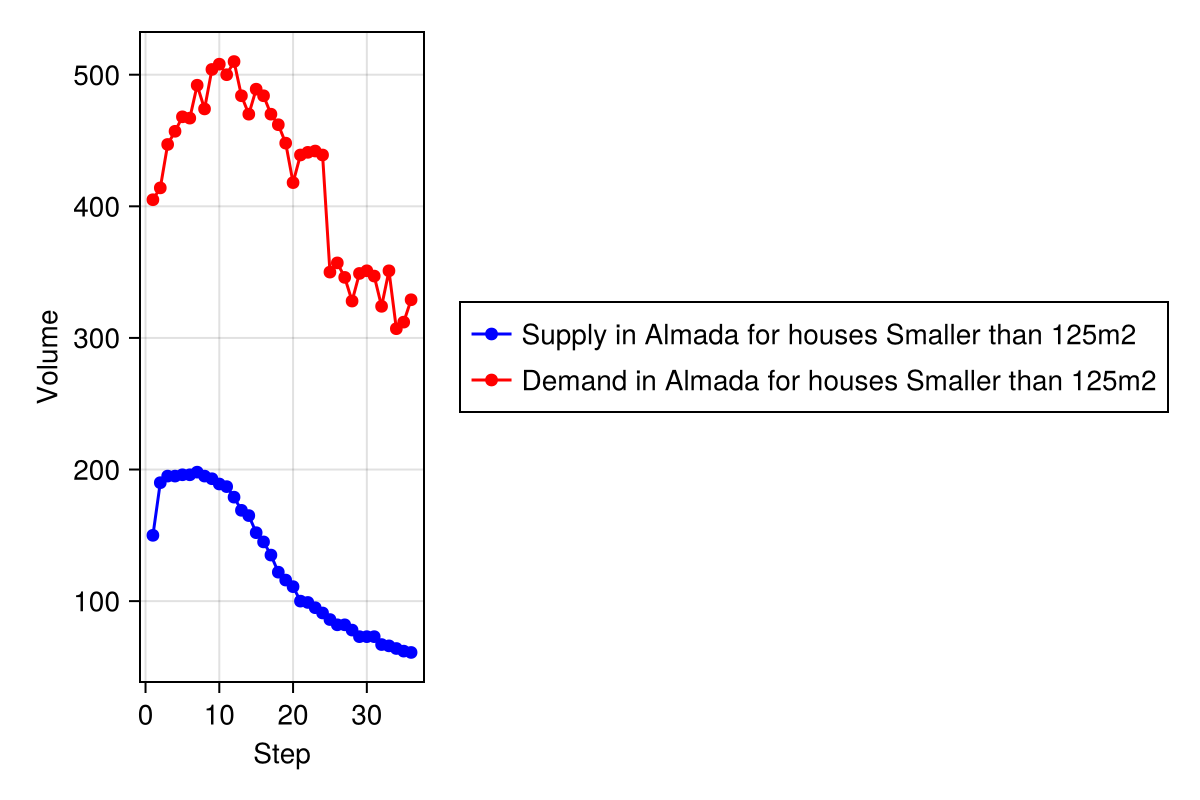 500
400
300
200
100
Volume
0 10 20 30
Step
Supply in Almada for houses Smaller than 125m2
Demand in Almada for houses Smaller than 125m2